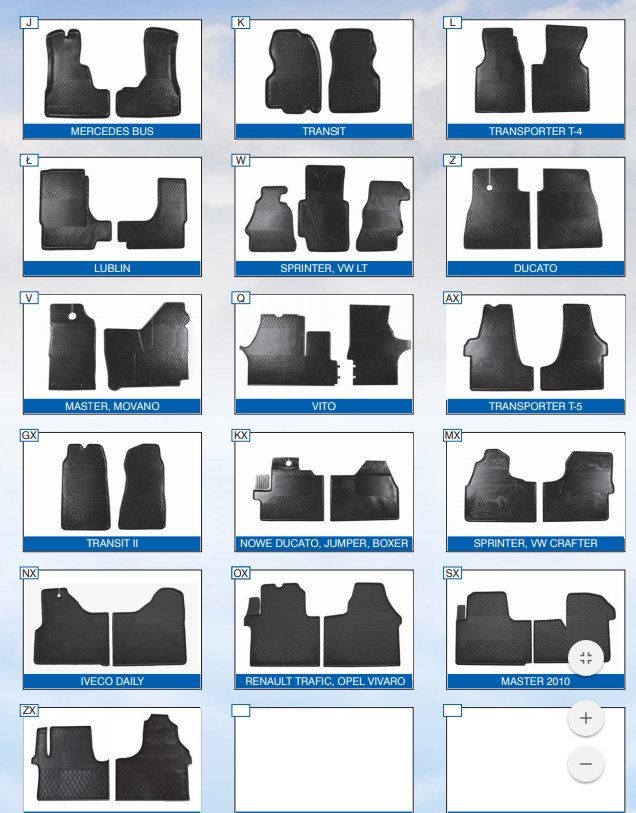 J
MERCEDES BUS
K
TRANSIT
L
TRANSPORTER T-4
Ł
LUBLIN
W
SPRINTER, VW LT
Z
DUCATO
V
MASTER, MOVANO
Q
VITO
AX
TRANSPORTER T-5
GX
TRANSIT II
KX
NOWE DUCATO, JUMPER, BOXER
MX
SPRINTER, VW CRAFTER
NX
IVECO DAILY
OX
RENAULT TRAFIC, OPEL VIVARO
SX
MASTER 2010
ZX